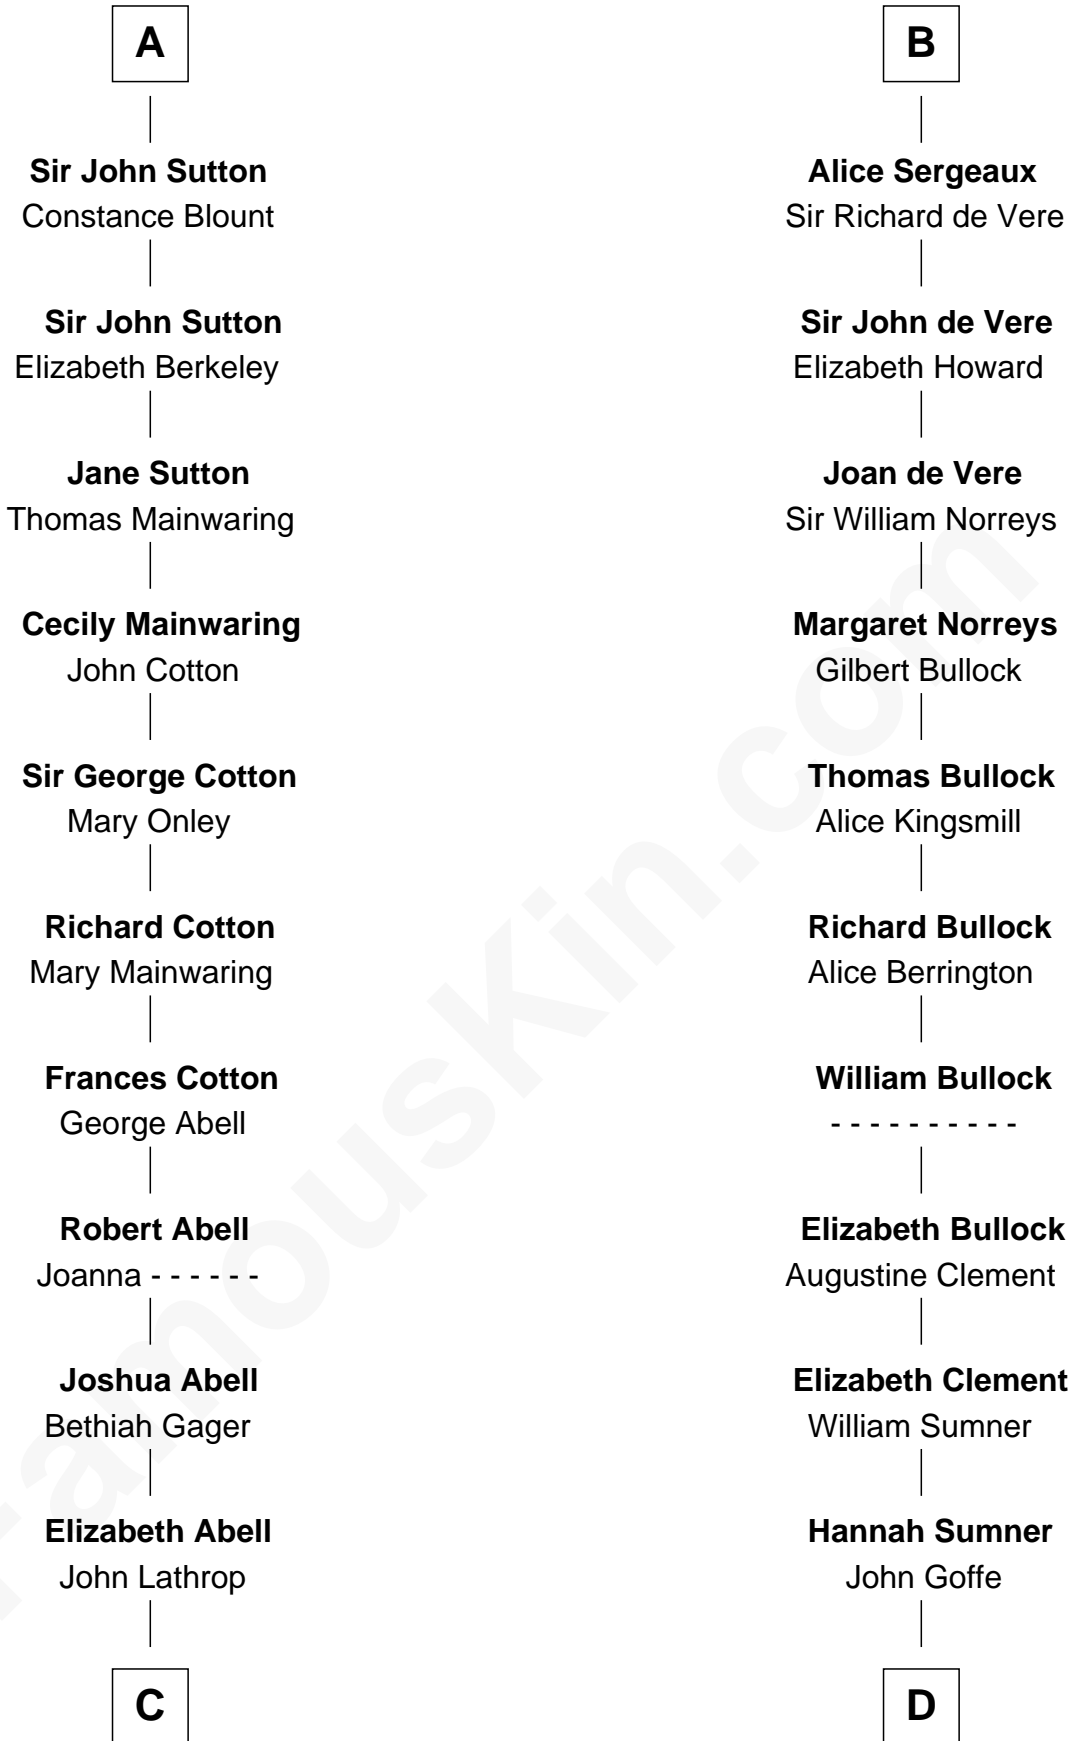 A
Sir John Sutton
Constance Blount
Sir John Sutton
Elizabeth Berkeley
Jane Sutton
Thomas Mainwaring
Cecily Mainwaring
John Cotton
Sir George Cotton
Mary Onley
Richard Cotton
Mary Mainwaring
Frances Cotton
George Abell
Robert Abell
Joanna - - - - - -
Joshua Abell
Bethiah Gager
Elizabeth Abell
John Lathrop
C
B
Alice Sergeaux
Sir Richard de Vere
Sir John de Vere
Elizabeth Howard
Joan de Vere
Sir William Norreys
Margaret Norreys
Gilbert Bullock
Thomas Bullock
Alice Kingsmill
Richard Bullock
Alice Berrington
William Bullock
- - - - - - - - - -
Elizabeth Bullock
Augustine Clement
Elizabeth Clement
William Sumner
Hannah Sumner
John Goffe
D
FamousKin.com